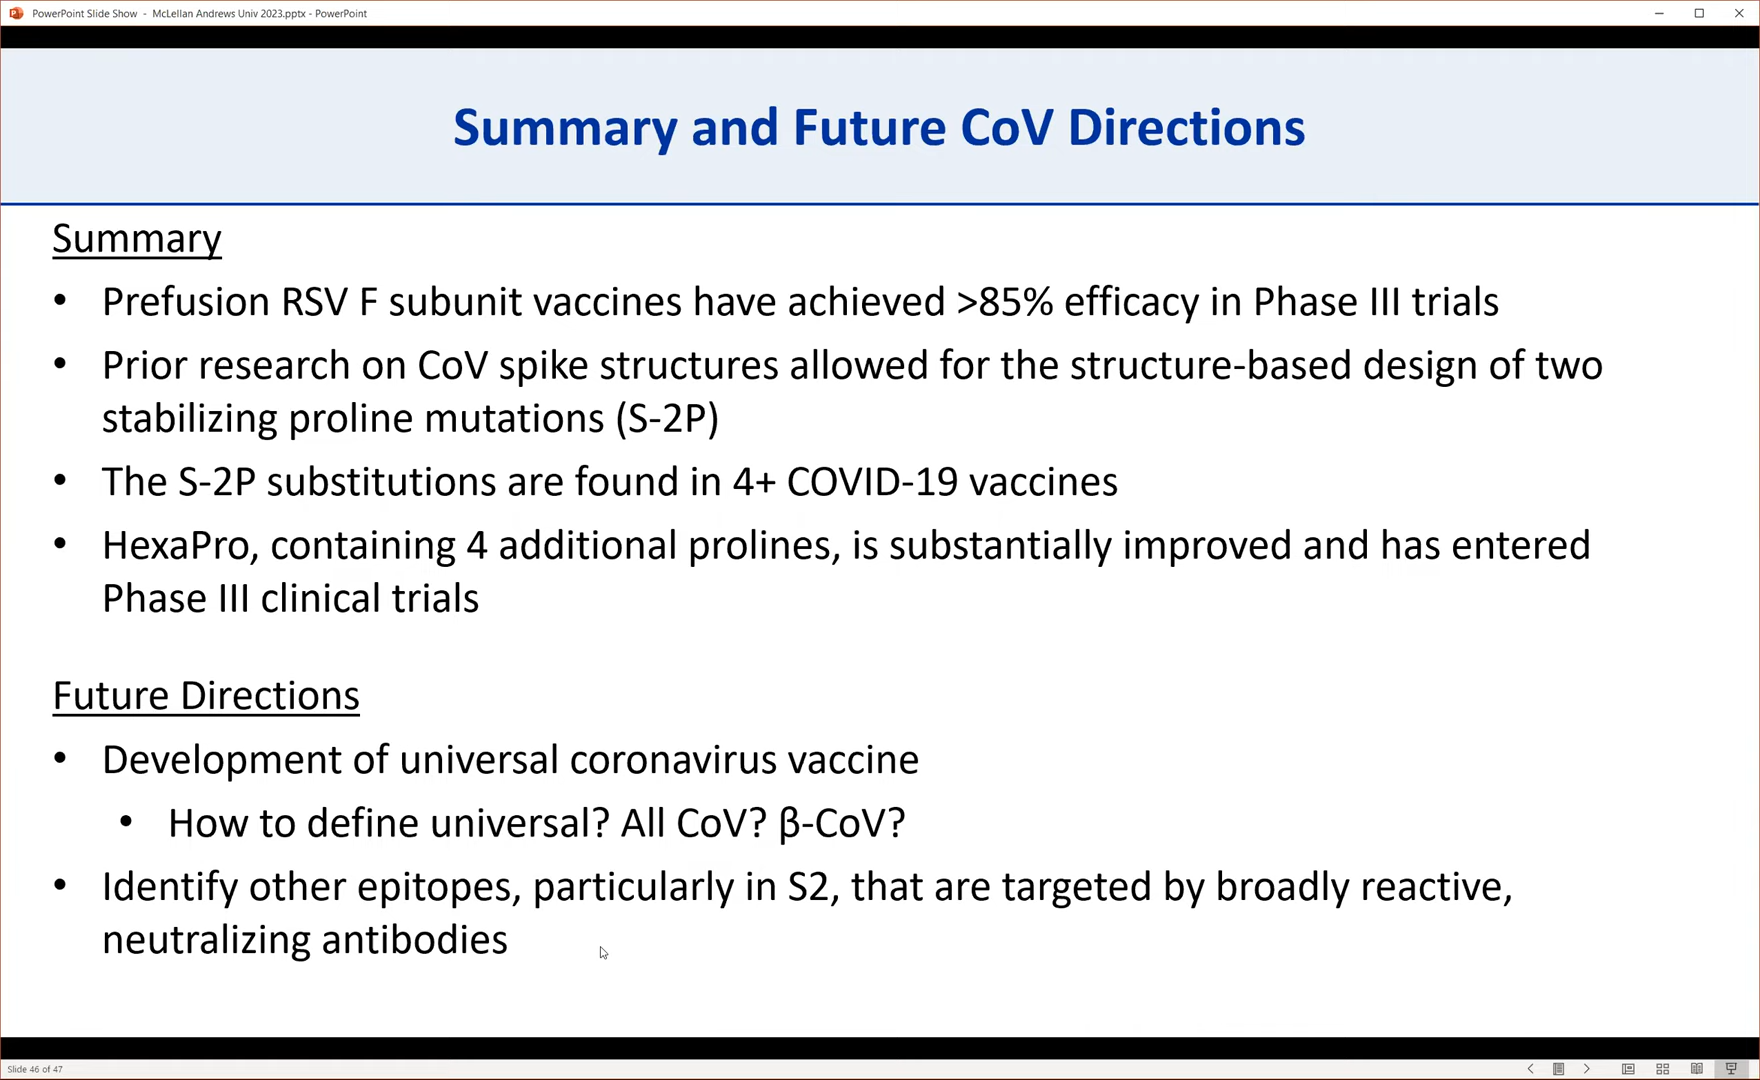 PowerPoint Slide Show - McLellan Andrews Univ 2023.pptx - PowerPoint
Summary and Future CoV Directions
Summary
• Prefusion RSV F subunit vaccines have achieved >85% efficacy in Phase III trials
• Prior research on CoV spike structures allowed for the structure-based design of two
stabilizing proline mutations (S-2P)
• The S-2P substitutions are found in 4+ COVID-19 vaccines
• HexaPro, containing 4 additional prolines, is substantially improved and has entered
Phase III clinical trials
Future Directions
• Development of universal coronavirus vaccine
• How to define universal? All CoV? β-CoV?
• Identify other epitopes, particularly in S2, that are targeted by broadly reactive,
neutralizing antibodies
Slide 46 of 47